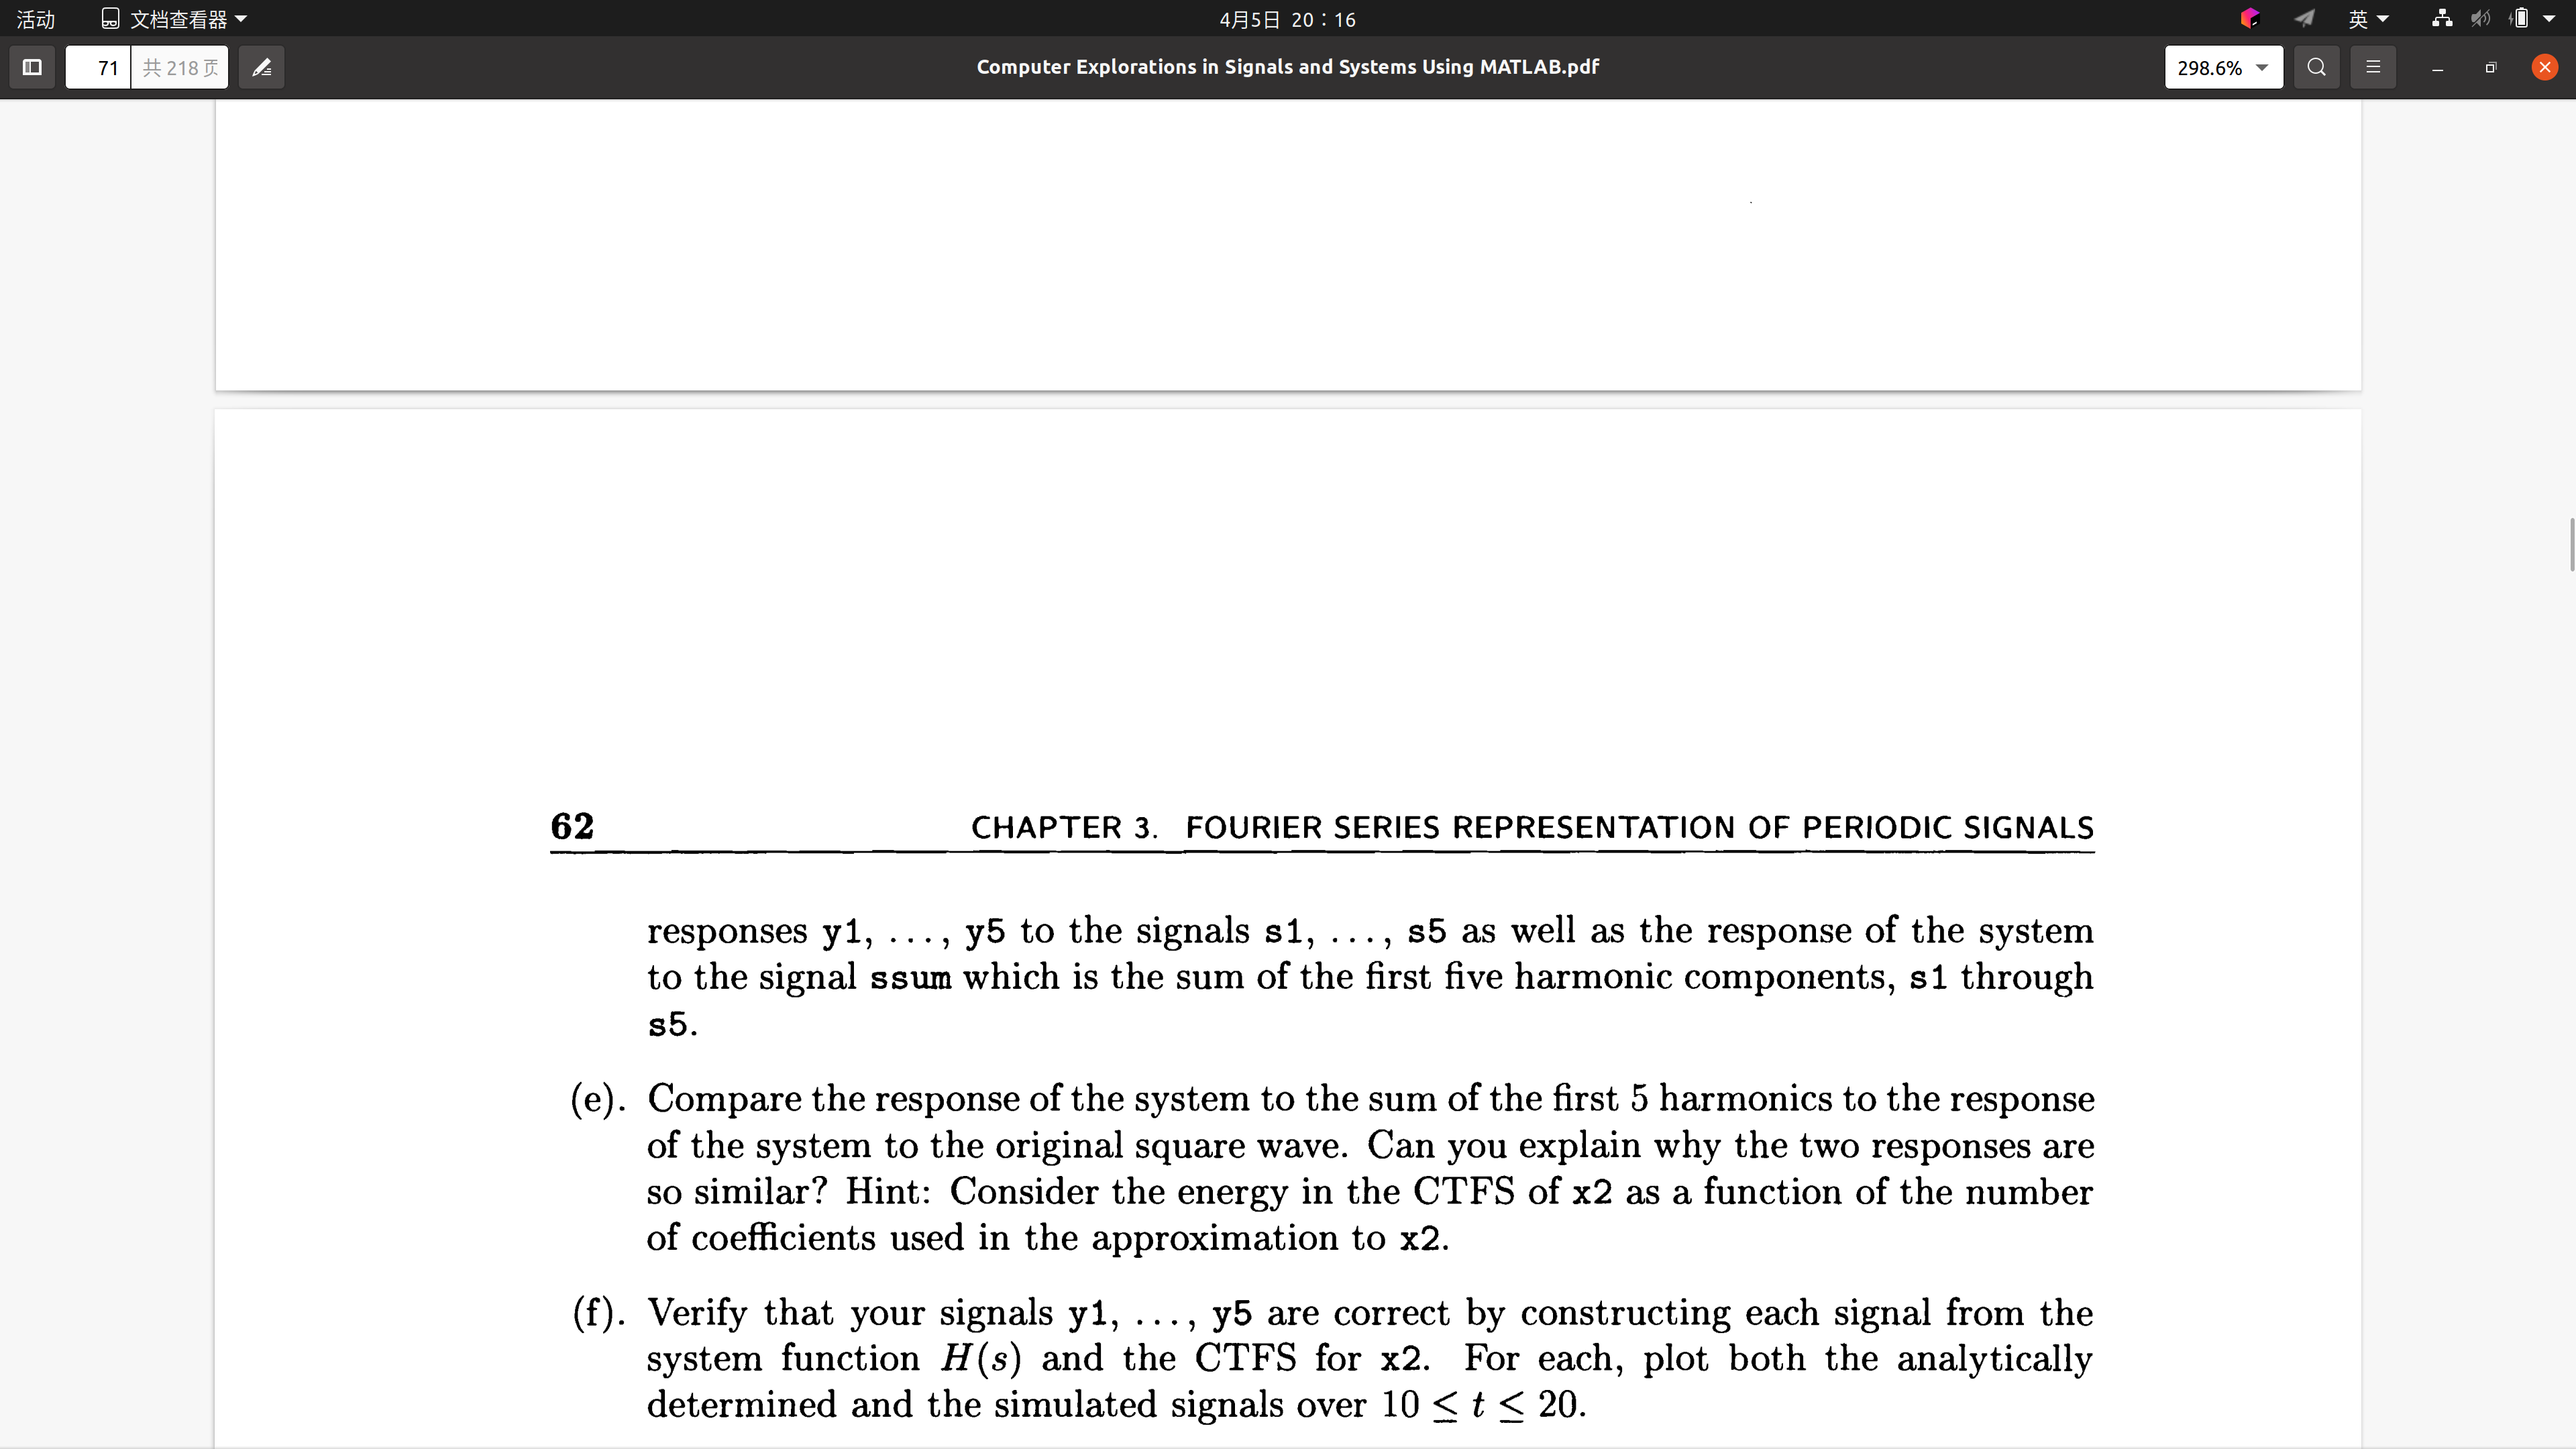 活动 文档查看器 4月5日 20：16 英
71 共 218 页 Computer Explorations in Signals and Systems Using MATLAB.pdf 298.6%
62 CHAPTER 3. FOURIER SERIES REPRESENTATION OF PERIODIC SIGNALS
responses y1, ..., y5 to the signals s1, ..., s5 as well as the response of the system
to the signal ssum which is the sum of the first five harmonic components, s1 through
s5.
(e). Compare the response of the system to the sum of the first 5 harmonics to the response
of the system to the original square wave. Can you explain why the two responses are
so similar? Hint: Consider the energy in the CTFS of x2 as a function of the number
of coefficients used in the approximation to x2.
(f). Verify that your signals y1, ..., y5 are correct by constructing each signal from the
system function H(s) and the CTFS for x2. For each, plot both the analytically
determined and the simulated signals over 10 ≤ t ≤ 20.